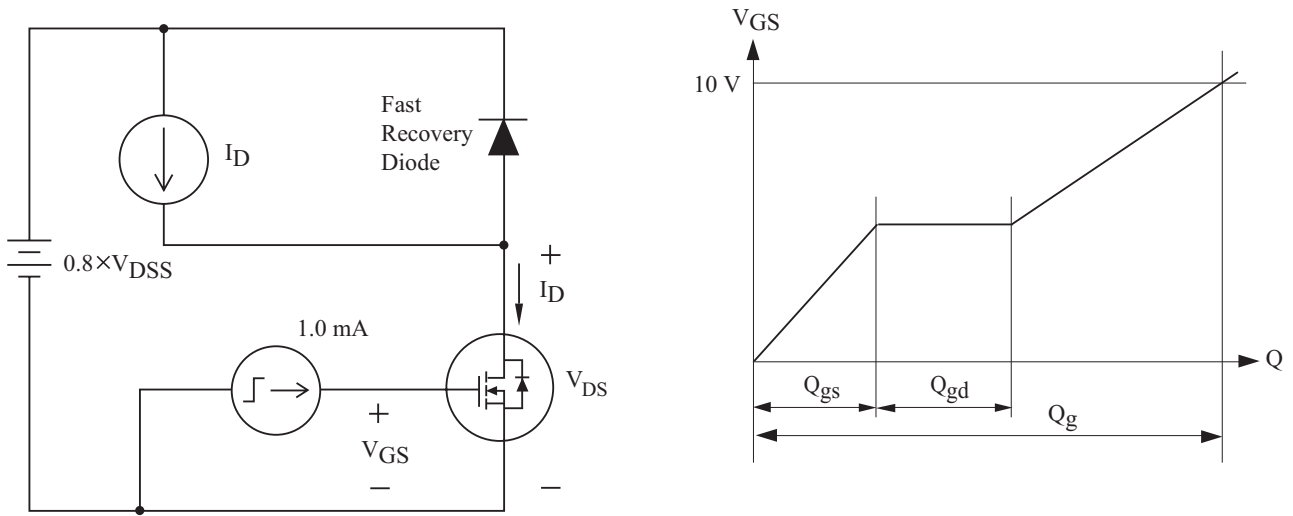 Fast
Recovery
Diode
I_D
0.8×V_DSS
+
I_D
1.0 mA
V_DS
+
V_GS
−
−
V_GS
10 V
Q
Q_gs
Q_gd
Q_g